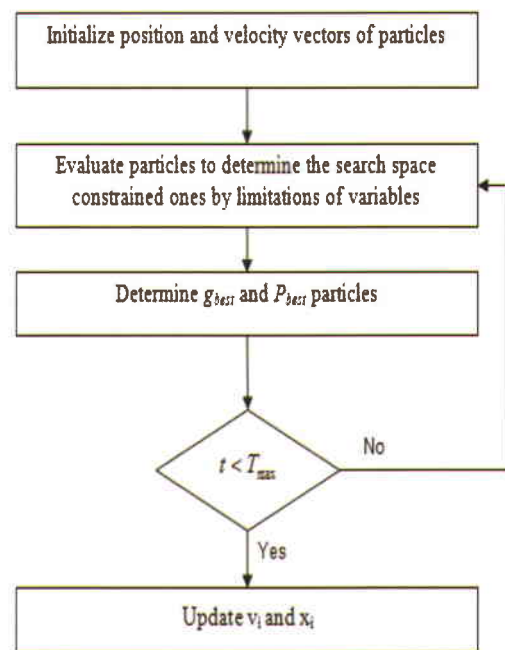 Initialize position and velocity vectors of particles
Evaluate particles to determine the search space
constrained ones by limitations of variables
Determine g_best and P_best particles
t < T_max
No
Yes
Update v_i and x_i